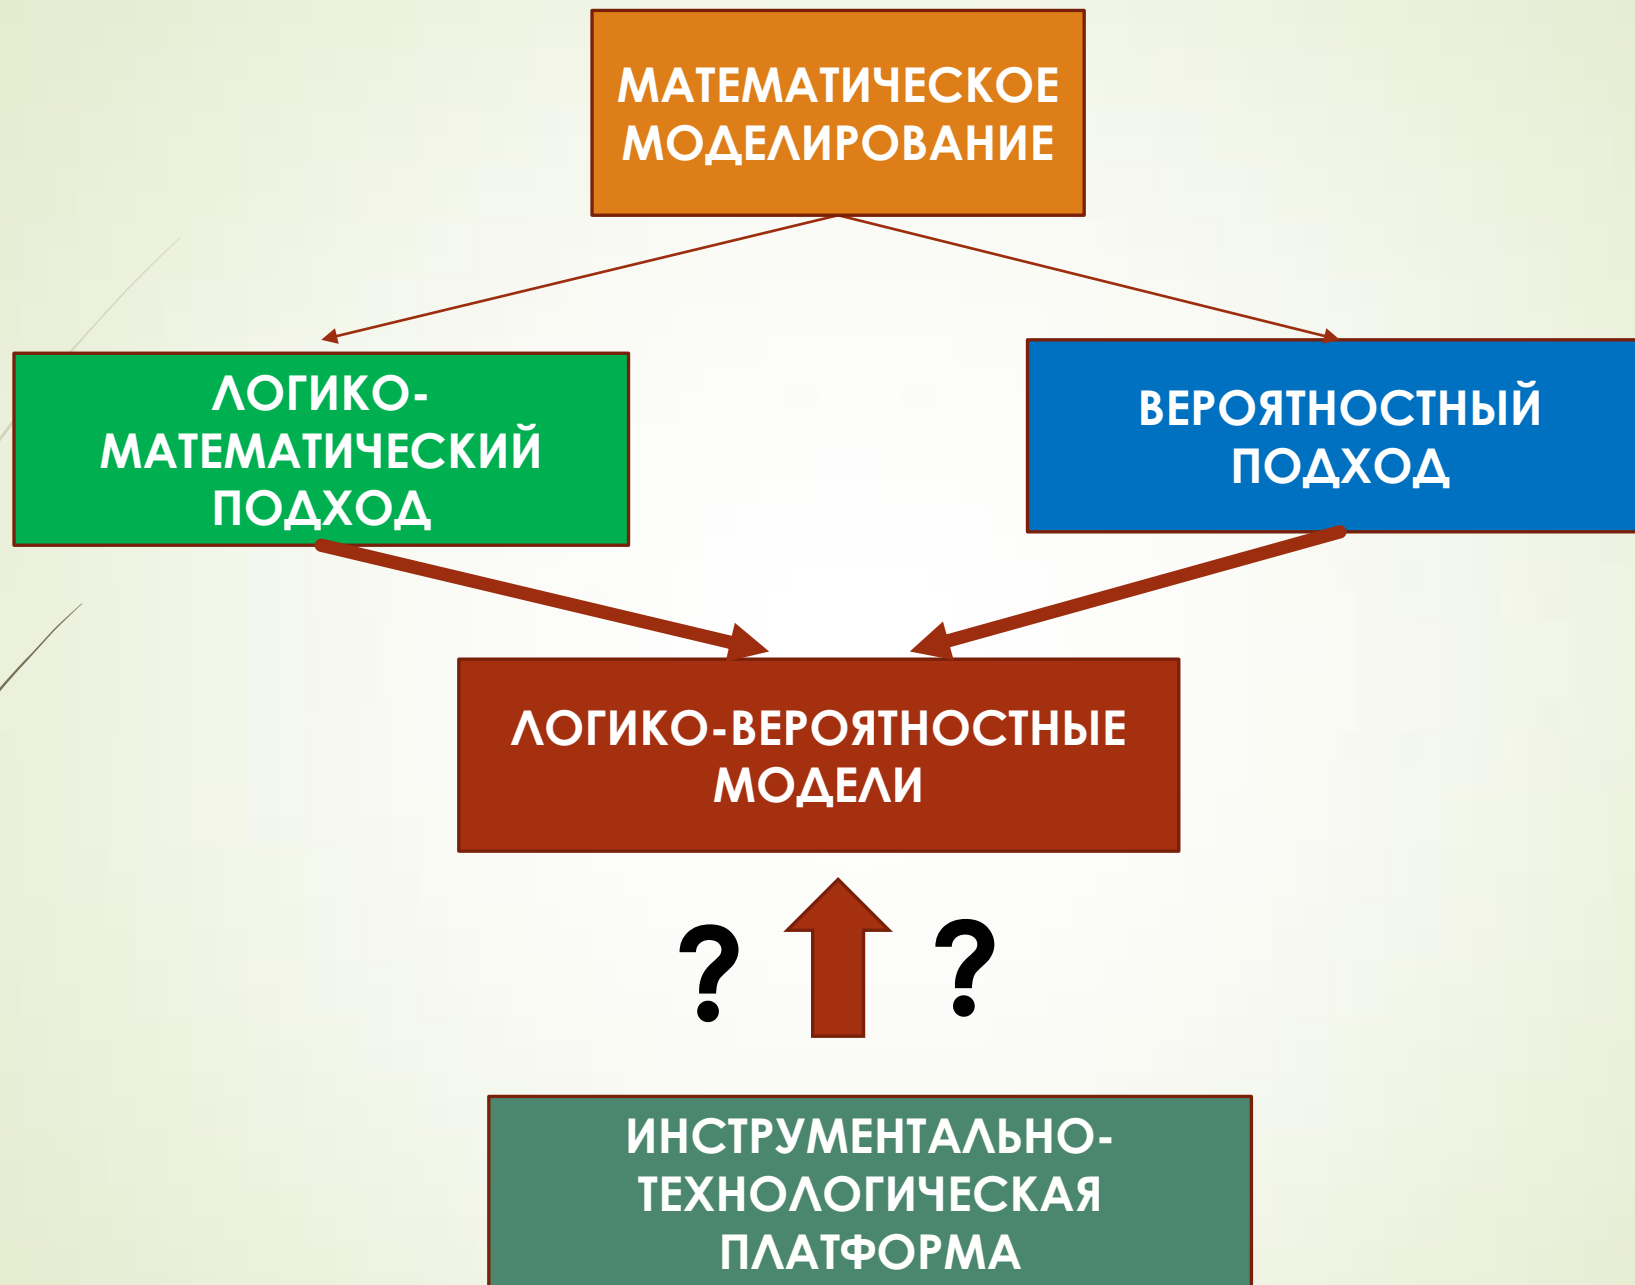 МАТЕМАТИЧЕСКОЕ
МОДЕЛИРОВАНИЕ
ЛОГИКО-
МАТЕМАТИЧЕСКИЙ
ПОДХОД
ВЕРОЯТНОСТНЫЙ
ПОДХОД
ЛОГИКО-ВЕРОЯТНОСТНЫЕ
МОДЕЛИ
? ?
ИНСТРУМЕНТАЛЬНО-
ТЕХНОЛОГИЧЕСКАЯ
ПЛАТФОРМА